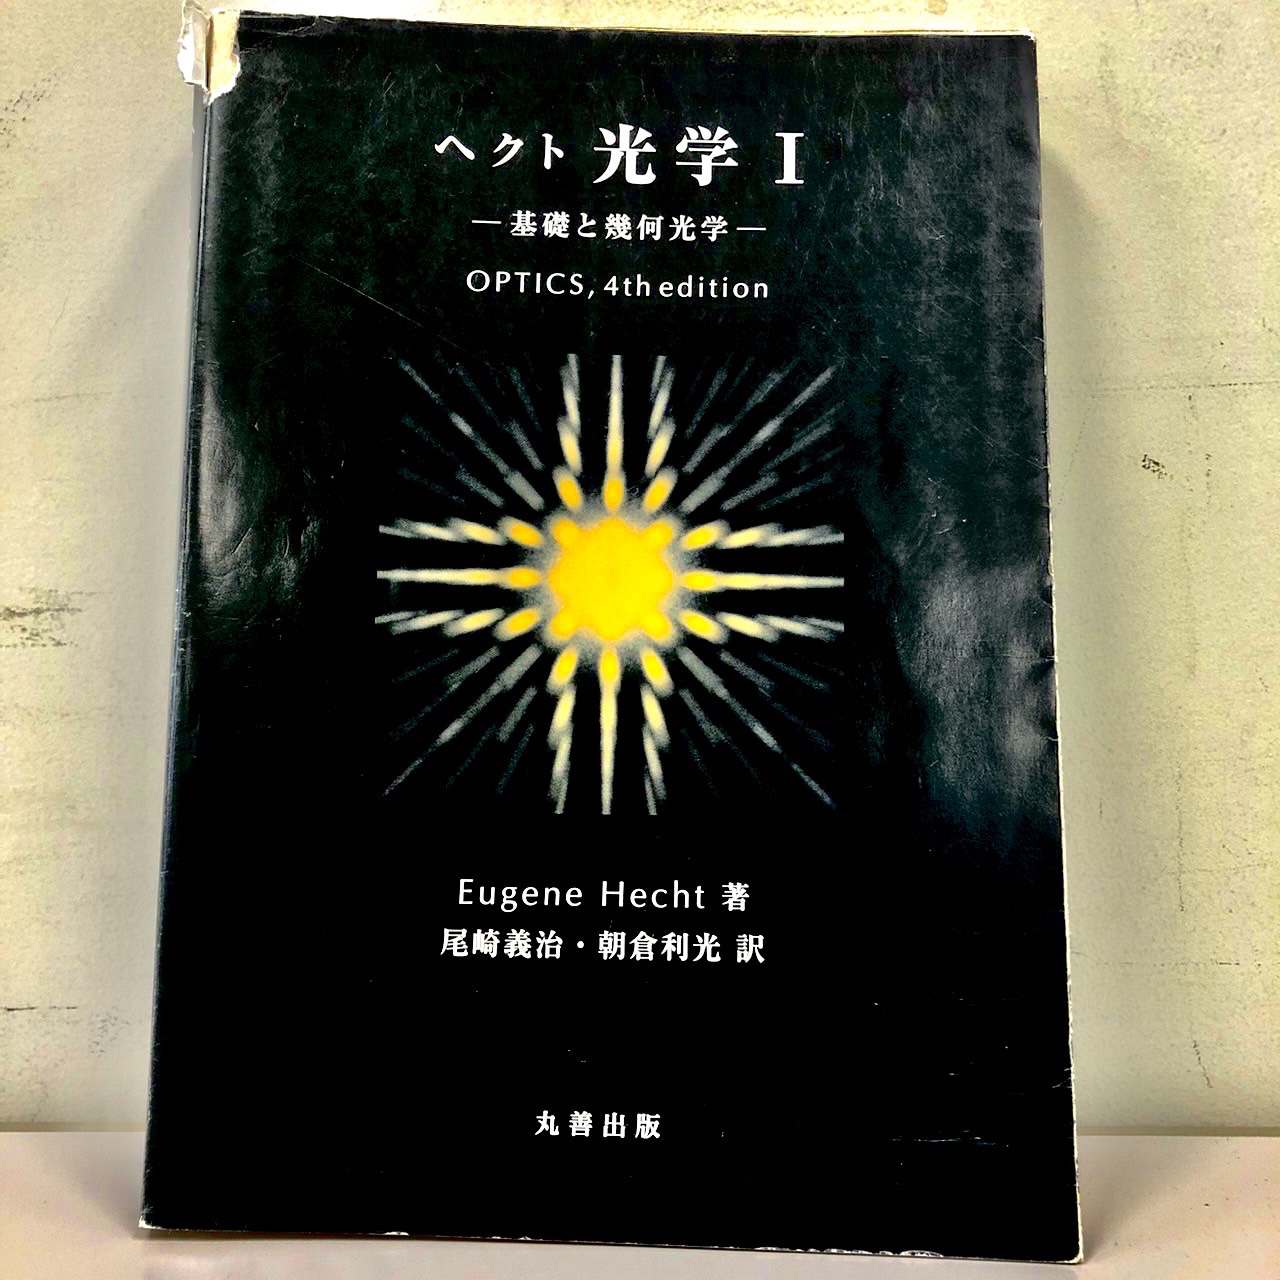 ヘクト 光学 I
―基礎と幾何光学―
OPTICS, 4th edition
Eugene Hecht 著
尾崎義治・朝倉利光 訳
丸善出版